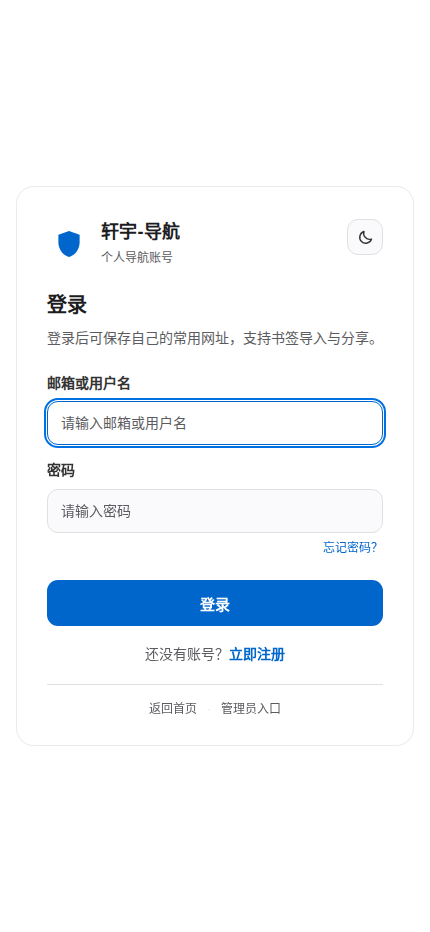 轩宇-导航
个人导航账号
登录
登录后可保存自己的常用网址，支持书签导入与分享。
邮箱或用户名
请输入邮箱或用户名
密码
请输入密码
忘记密码？
登录
还没有账号？立即注册
返回首页 · 管理员入口